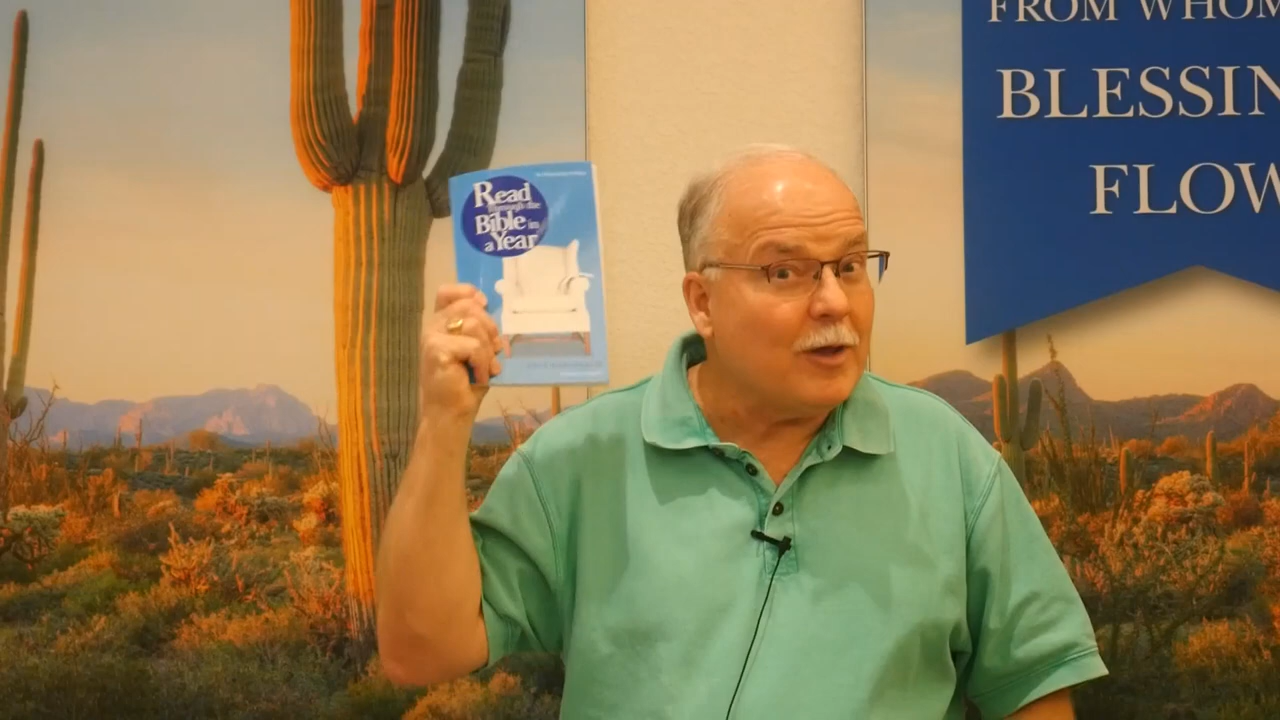 Read
through the
Bible in
a Year
FROM WHOM
BLESSIN
FLOW